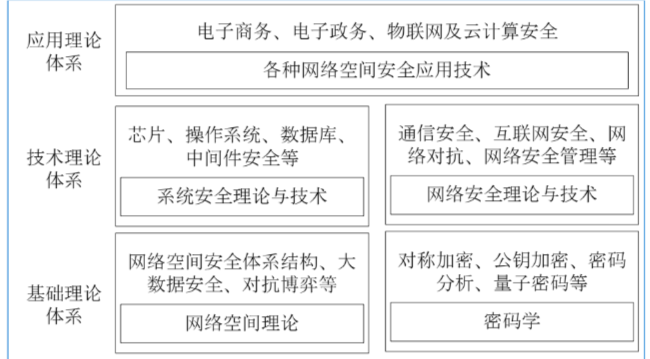 应用理论
体系
电子商务、电子政务、物联网及云计算安全
各种网络空间安全应用技术
技术理论
体系
芯片、操作系统、数据库、
中间件安全等
系统安全理论与技术
通信安全、互联网安全、网
络对抗、网络安全管理等
网络安全理论与技术
基础理论
体系
网络空间安全体系结构、大
数据安全、对抗博弈等
网络空间理论
对称加密、公钥加密、密码
分析、量子密码等
密码学